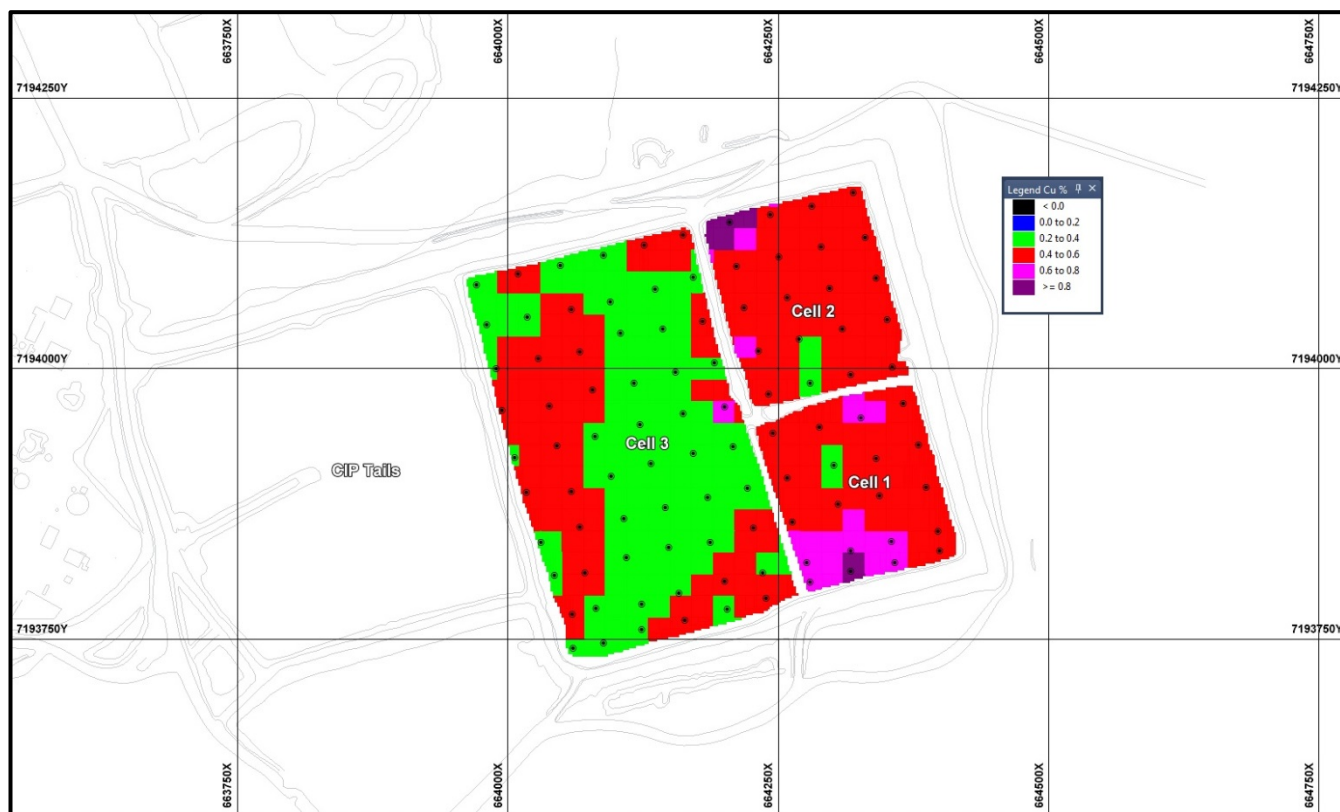 663750X
664000X
664250X
664500X
664750X
7194250Y
7194250Y
Legend Cu %
< 0.0
0.0 to 0.2
0.2 to 0.4
0.4 to 0.6
0.6 to 0.8
>= 0.8
Cell 2
7194000Y
7194000Y
Cell 3
CIP Tails
Cell 1
7193750Y
7193750Y
663750X
664000X
664250X
664500X
664750X